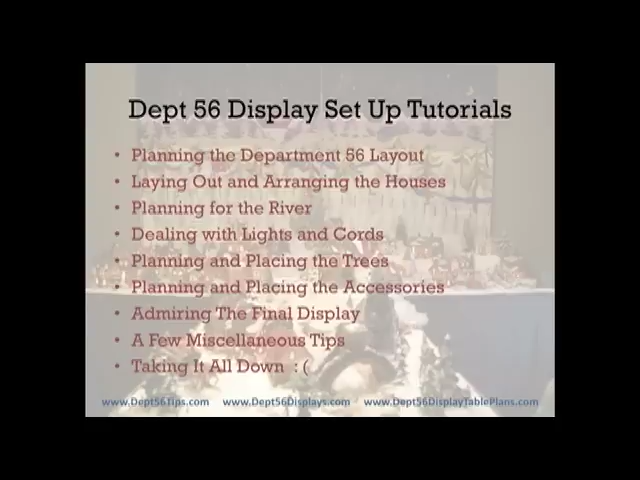 Dept 56 Display Set Up Tutorials
• Planning the Department 56 Layout
• Laying Out and Arranging the Houses
• Planning for the River
• Dealing with Lights and Cords
• Planning and Placing the Trees
• Planning and Placing the Accessories
• Admiring The Final Display
• A Few Miscellaneous Tips
• Taking It All Down : (
www.Dept56Tips.com www.Dept56Displays.com www.Dept56DisplayTablePlans.com